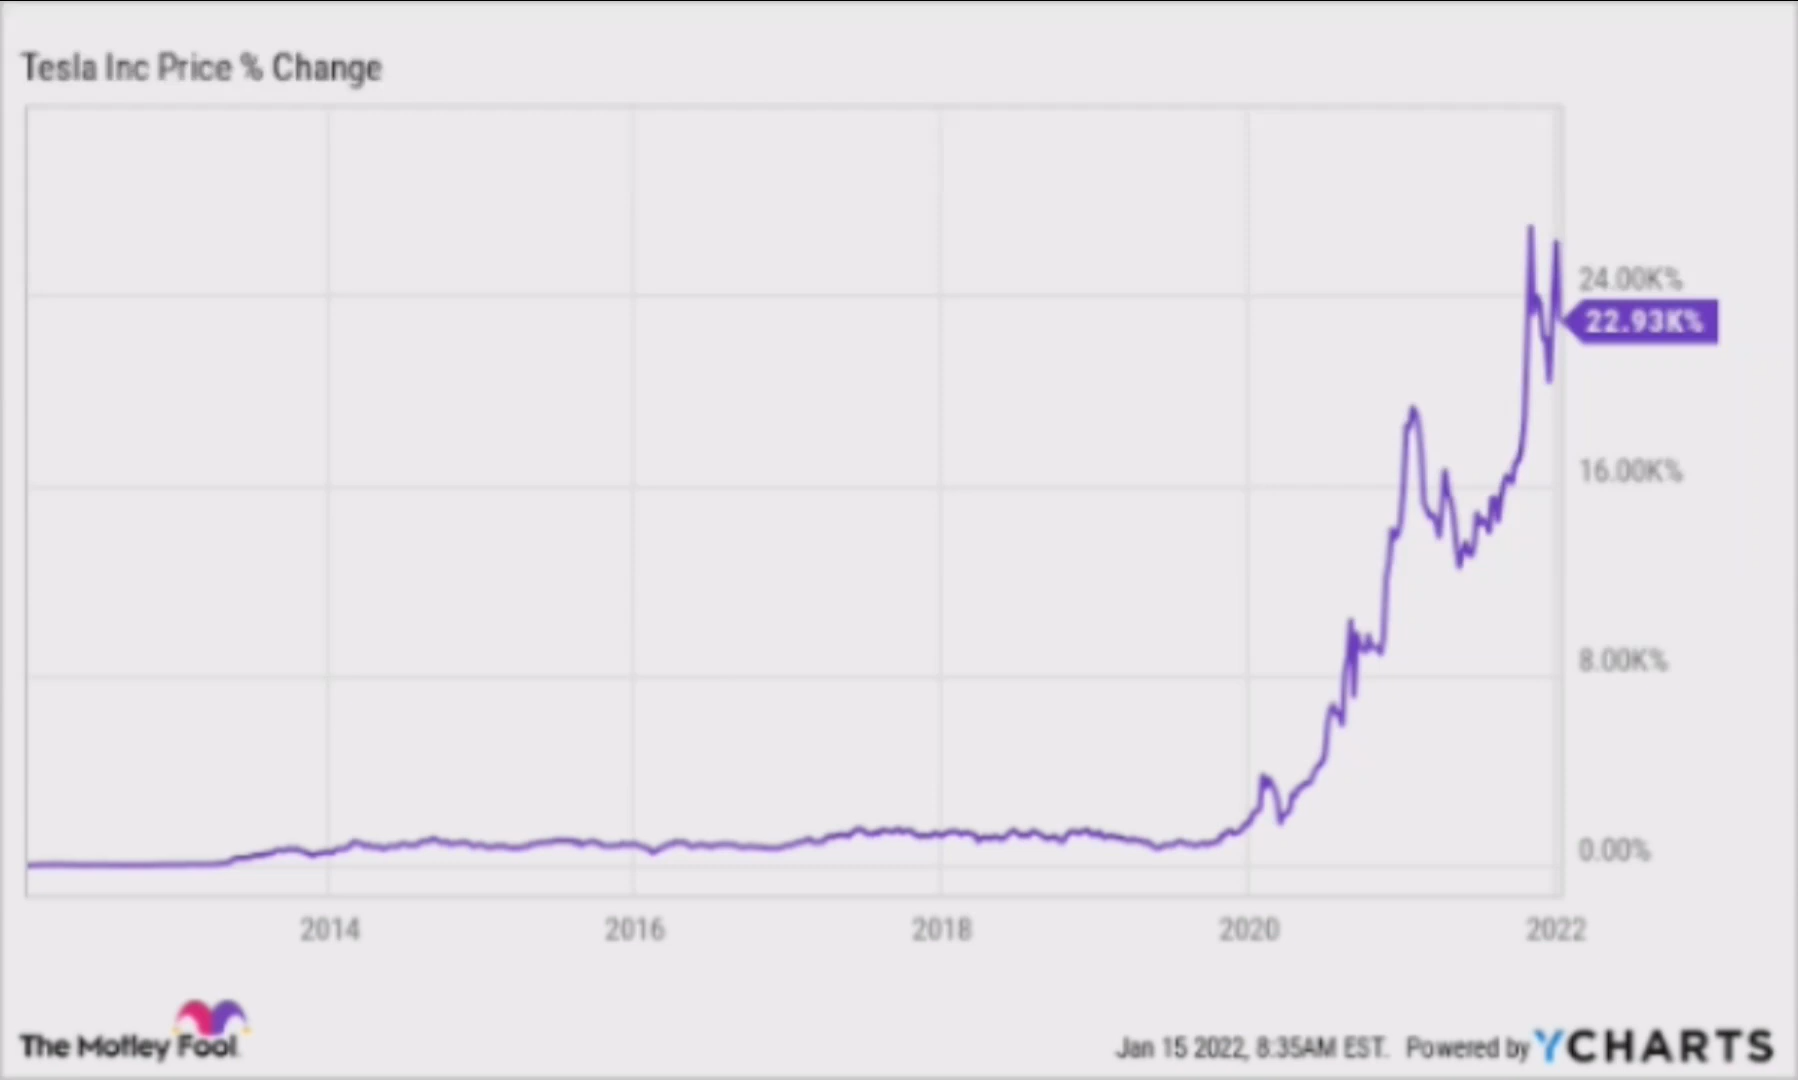 Tesla Inc Price % Change
24.00K%
22.93K%
16.00K%
8.00K%
0.00%
2014 2016 2018 2020 2022
The Motley Fool
Jan 15 2022, 8:35AM EST. Powered by YCHARTS